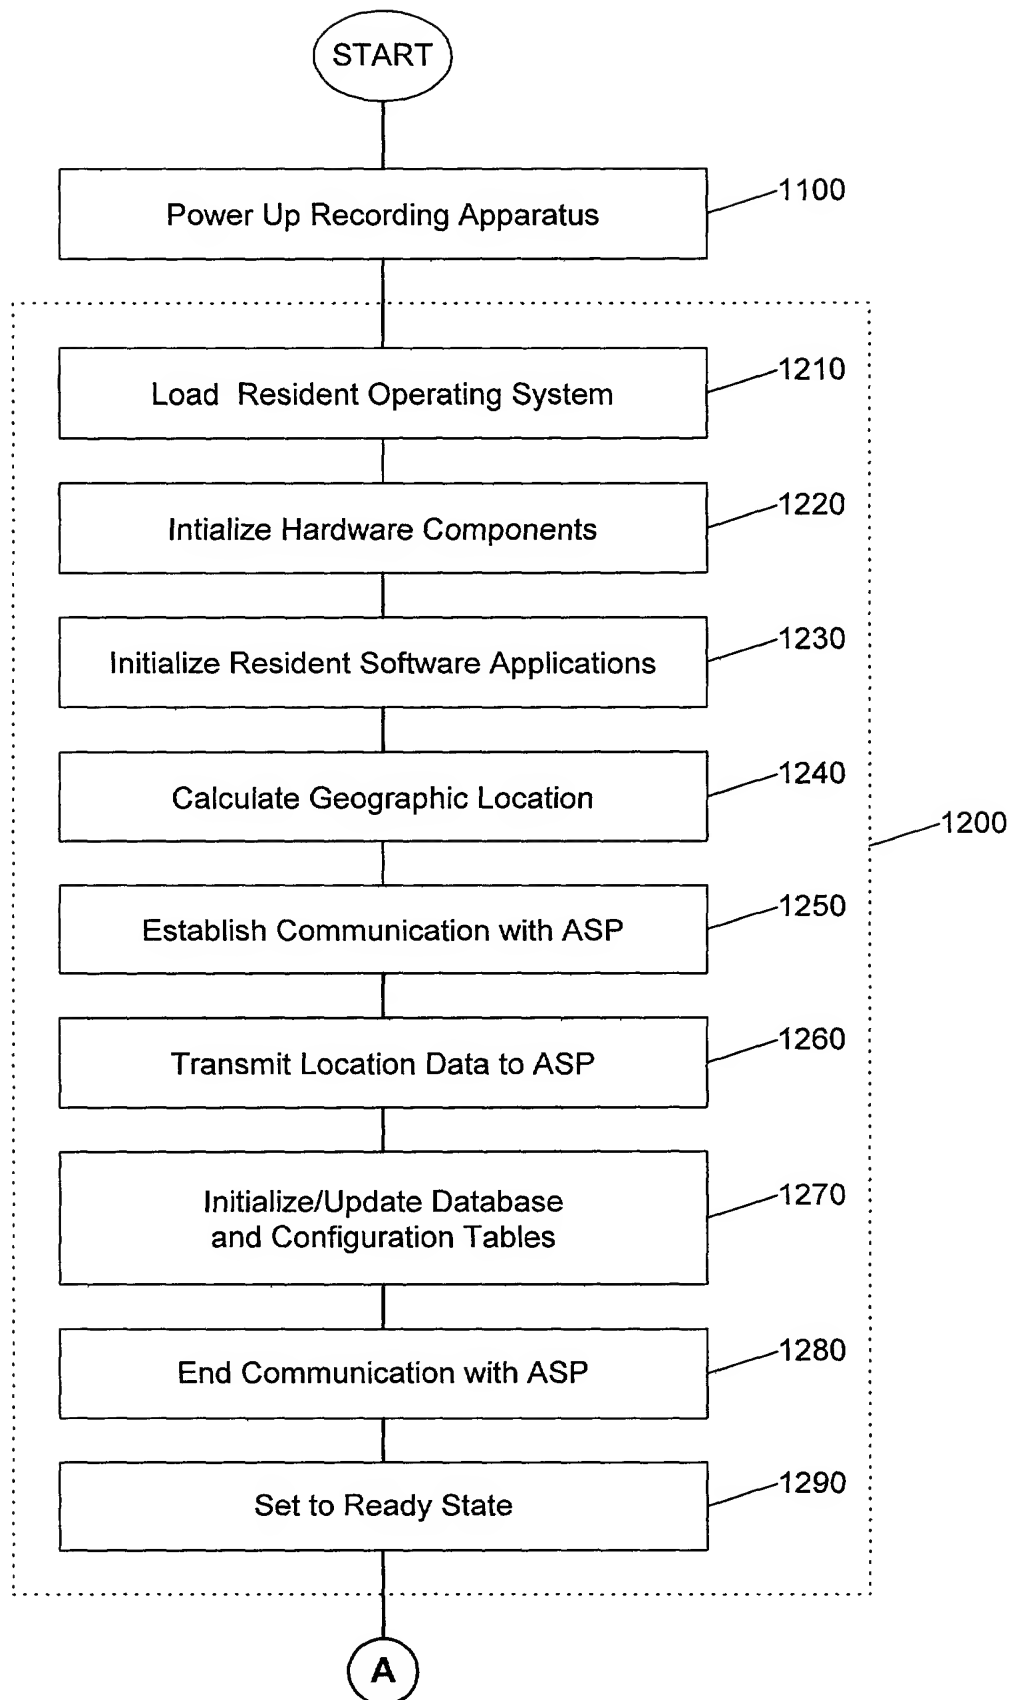 START
Power Up Recording Apparatus
1100
Load Resident Operating System
1210
Intialize Hardware Components
1220
Initialize Resident Software Applications
1230
Calculate Geographic Location
1240
1200
Establish Communication with ASP
1250
Transmit Location Data to ASP
1260
Initialize/Update Database
and Configuration Tables
1270
End Communication with ASP
1280
Set to Ready State
1290
A